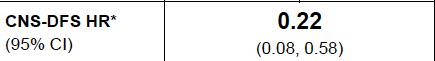 CNS-DFS HR* 0.22
(95% CI) (0.08, 0.58)